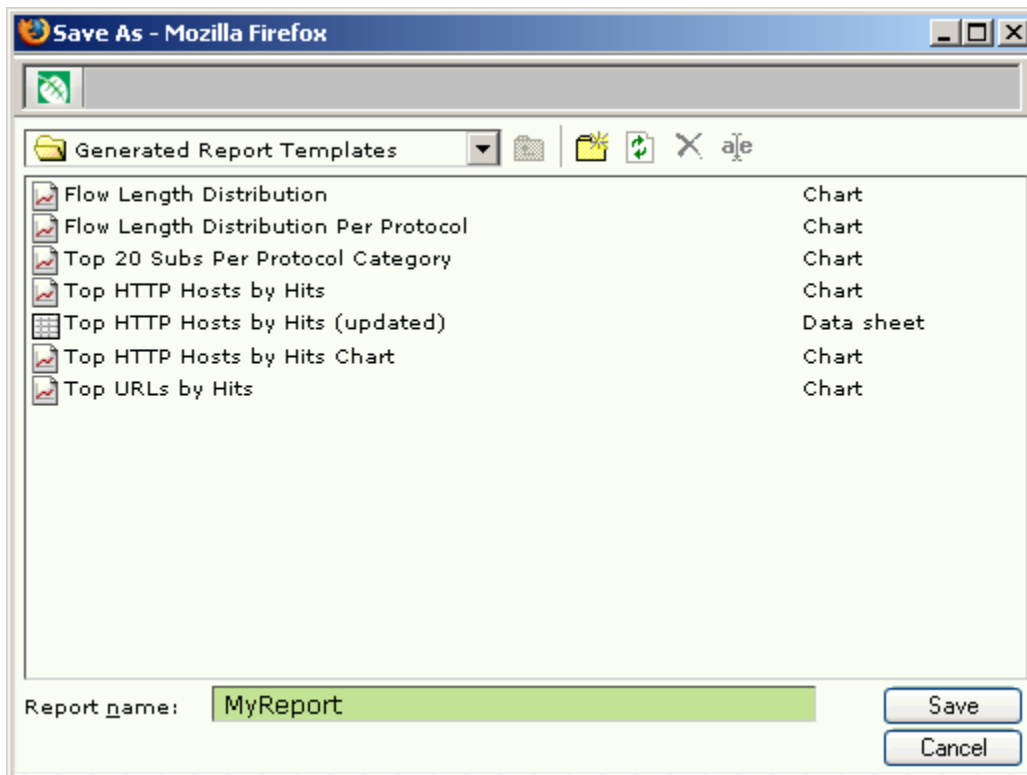 Save As - Mozilla Firefox
Generated Report Templates
Flow Length Distribution Chart
Flow Length Distribution Per Protocol Chart
Top 20 Subs Per Protocol Category Chart
Top HTTP Hosts by Hits Chart
Top HTTP Hosts by Hits (updated) Data sheet
Top HTTP Hosts by Hits Chart Chart
Top URLs by Hits Chart
Report name: MyReport Save
Cancel